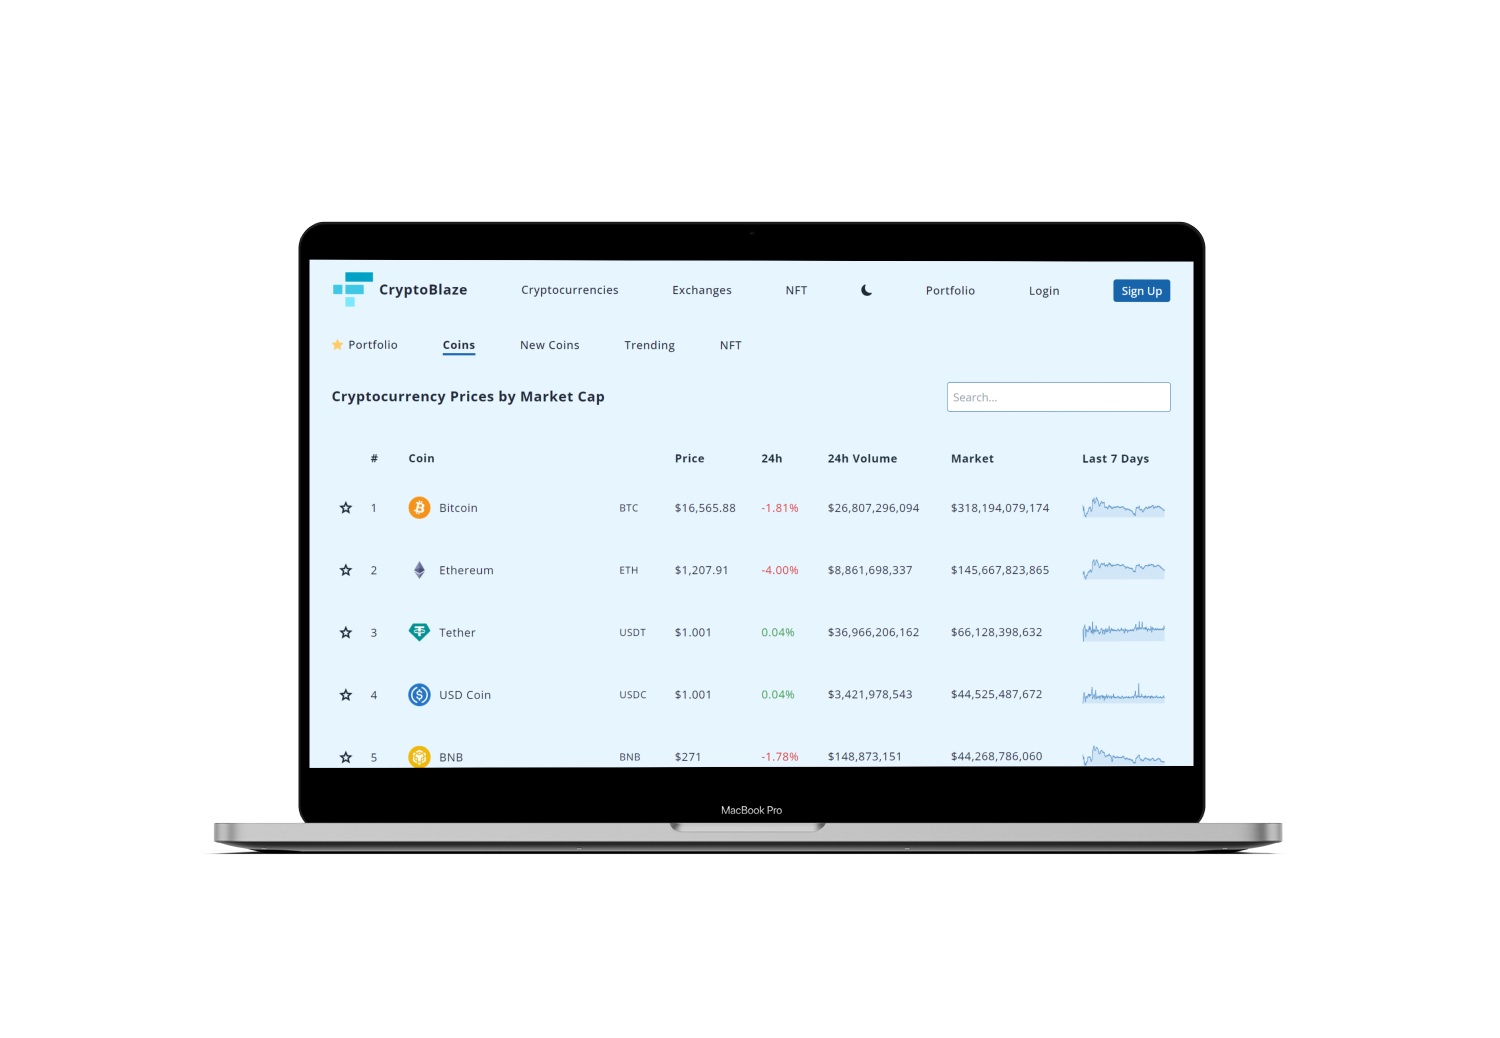 CryptoBlaze Cryptocurrencies Exchanges NFT Portfolio Login Sign Up
Portfolio Coins New Coins Trending NFT
Cryptocurrency Prices by Market Cap Search...
# Coin Price 24h 24h Volume Market Last 7 Days
1 Bitcoin BTC $16,565.88 -1.81% $26,807,296,094 $318,194,079,174
2 Ethereum ETH $1,207.91 -4.00% $8,861,698,337 $145,667,823,865
3 Tether USDT $1.001 0.04% $36,966,206,162 $66,128,398,632
4 USD Coin USDC $1.001 0.04% $3,421,978,543 $44,525,487,672
5 BNB BNB $271 -1.78% $148,873,151 $44,268,786,060
MacBook Pro